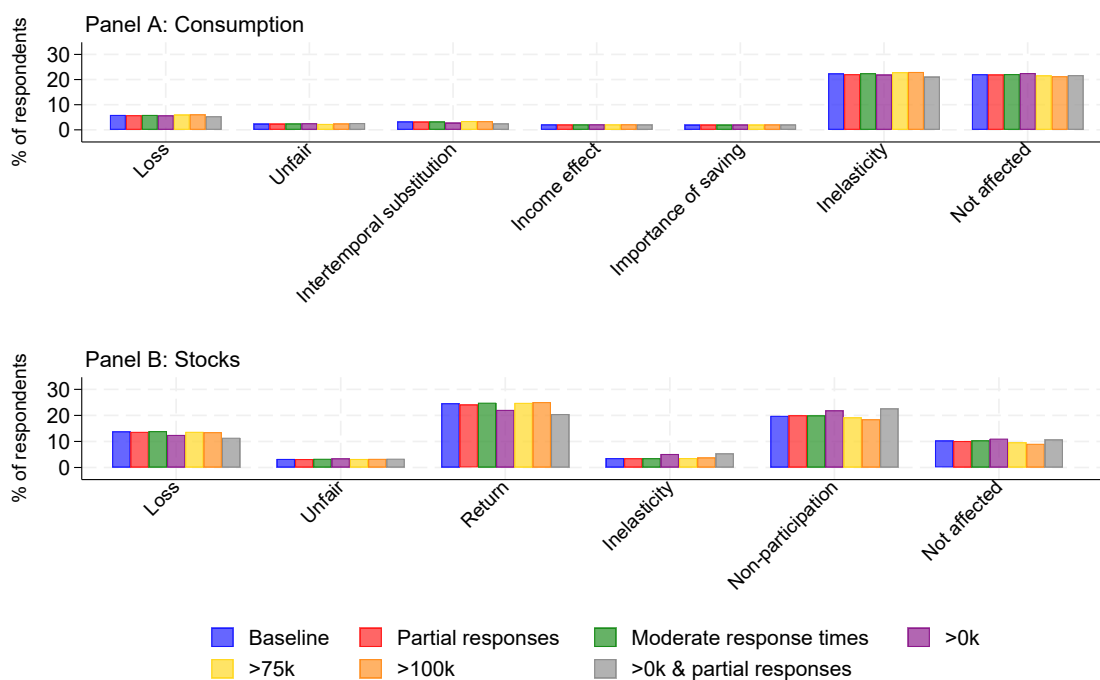 Panel A: Consumption
% of respondents
30
20
10
0
Loss
Unfair
Intertemporal substitution
Income effect
Importance of saving
Inelasticity
Not affected
Panel B: Stocks
% of respondents
30
20
10
0
Loss
Unfair
Return
Inelasticity
Non-participation
Not affected
Baseline
Partial responses
Moderate response times
>0k
>75k
>100k
>0k & partial responses